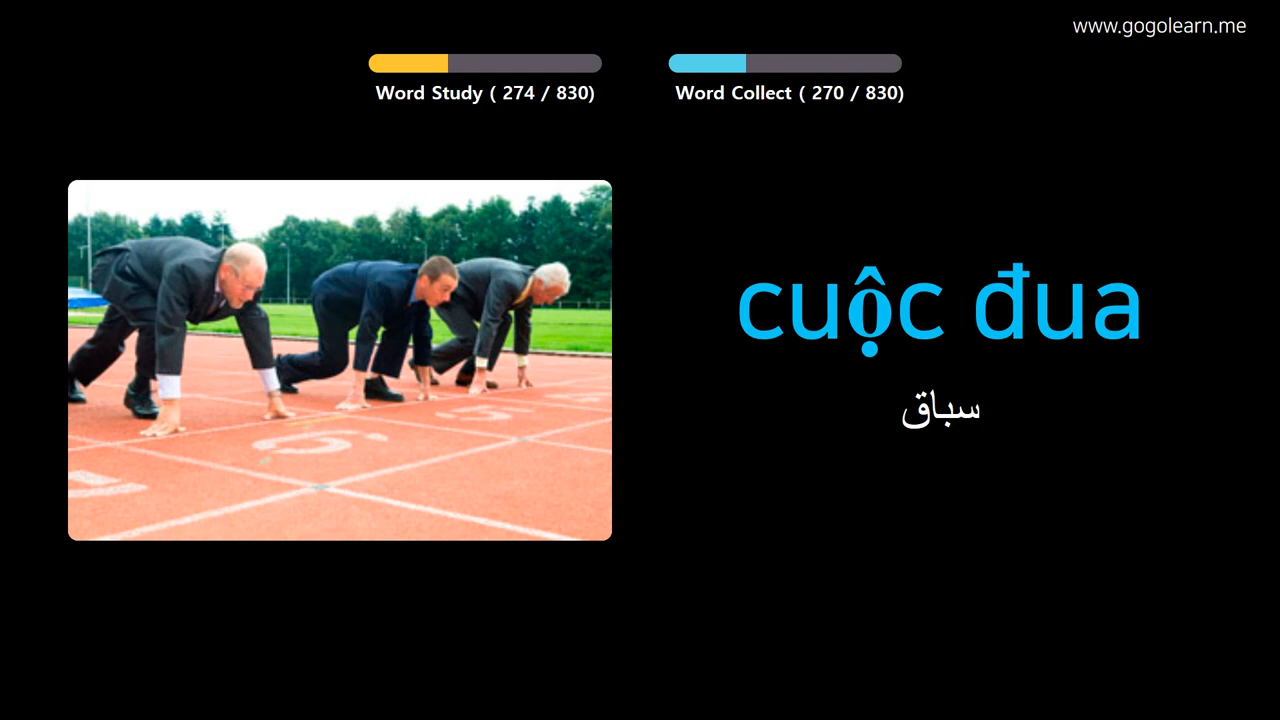 www.gogolearn.me
Word Study ( 274 / 830)
Word Collect ( 270 / 830)
cuộc đua
سباق